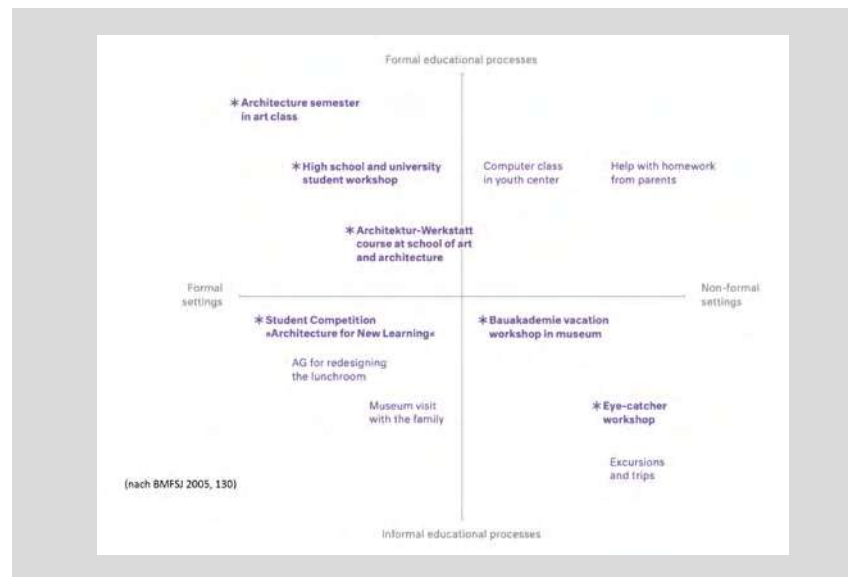 Formal educational processes
* Architecture semester
in art class
* High school and university
student workshop
Computer class
in youth center
Help with homework
from parents
* Architektur-Werkstatt
course at school of art
and architecture
Formal
settings
Non-formal
settings
* Student Competition
»Architecture for New Learning«
* Bauakademie vacation
workshop in museum
AG for redesigning
the lunchroom
Museum visit
with the family
* Eye-catcher
workshop
Excursions
and trips
(nach BMFSJ 2005, 130)
Informal educational processes